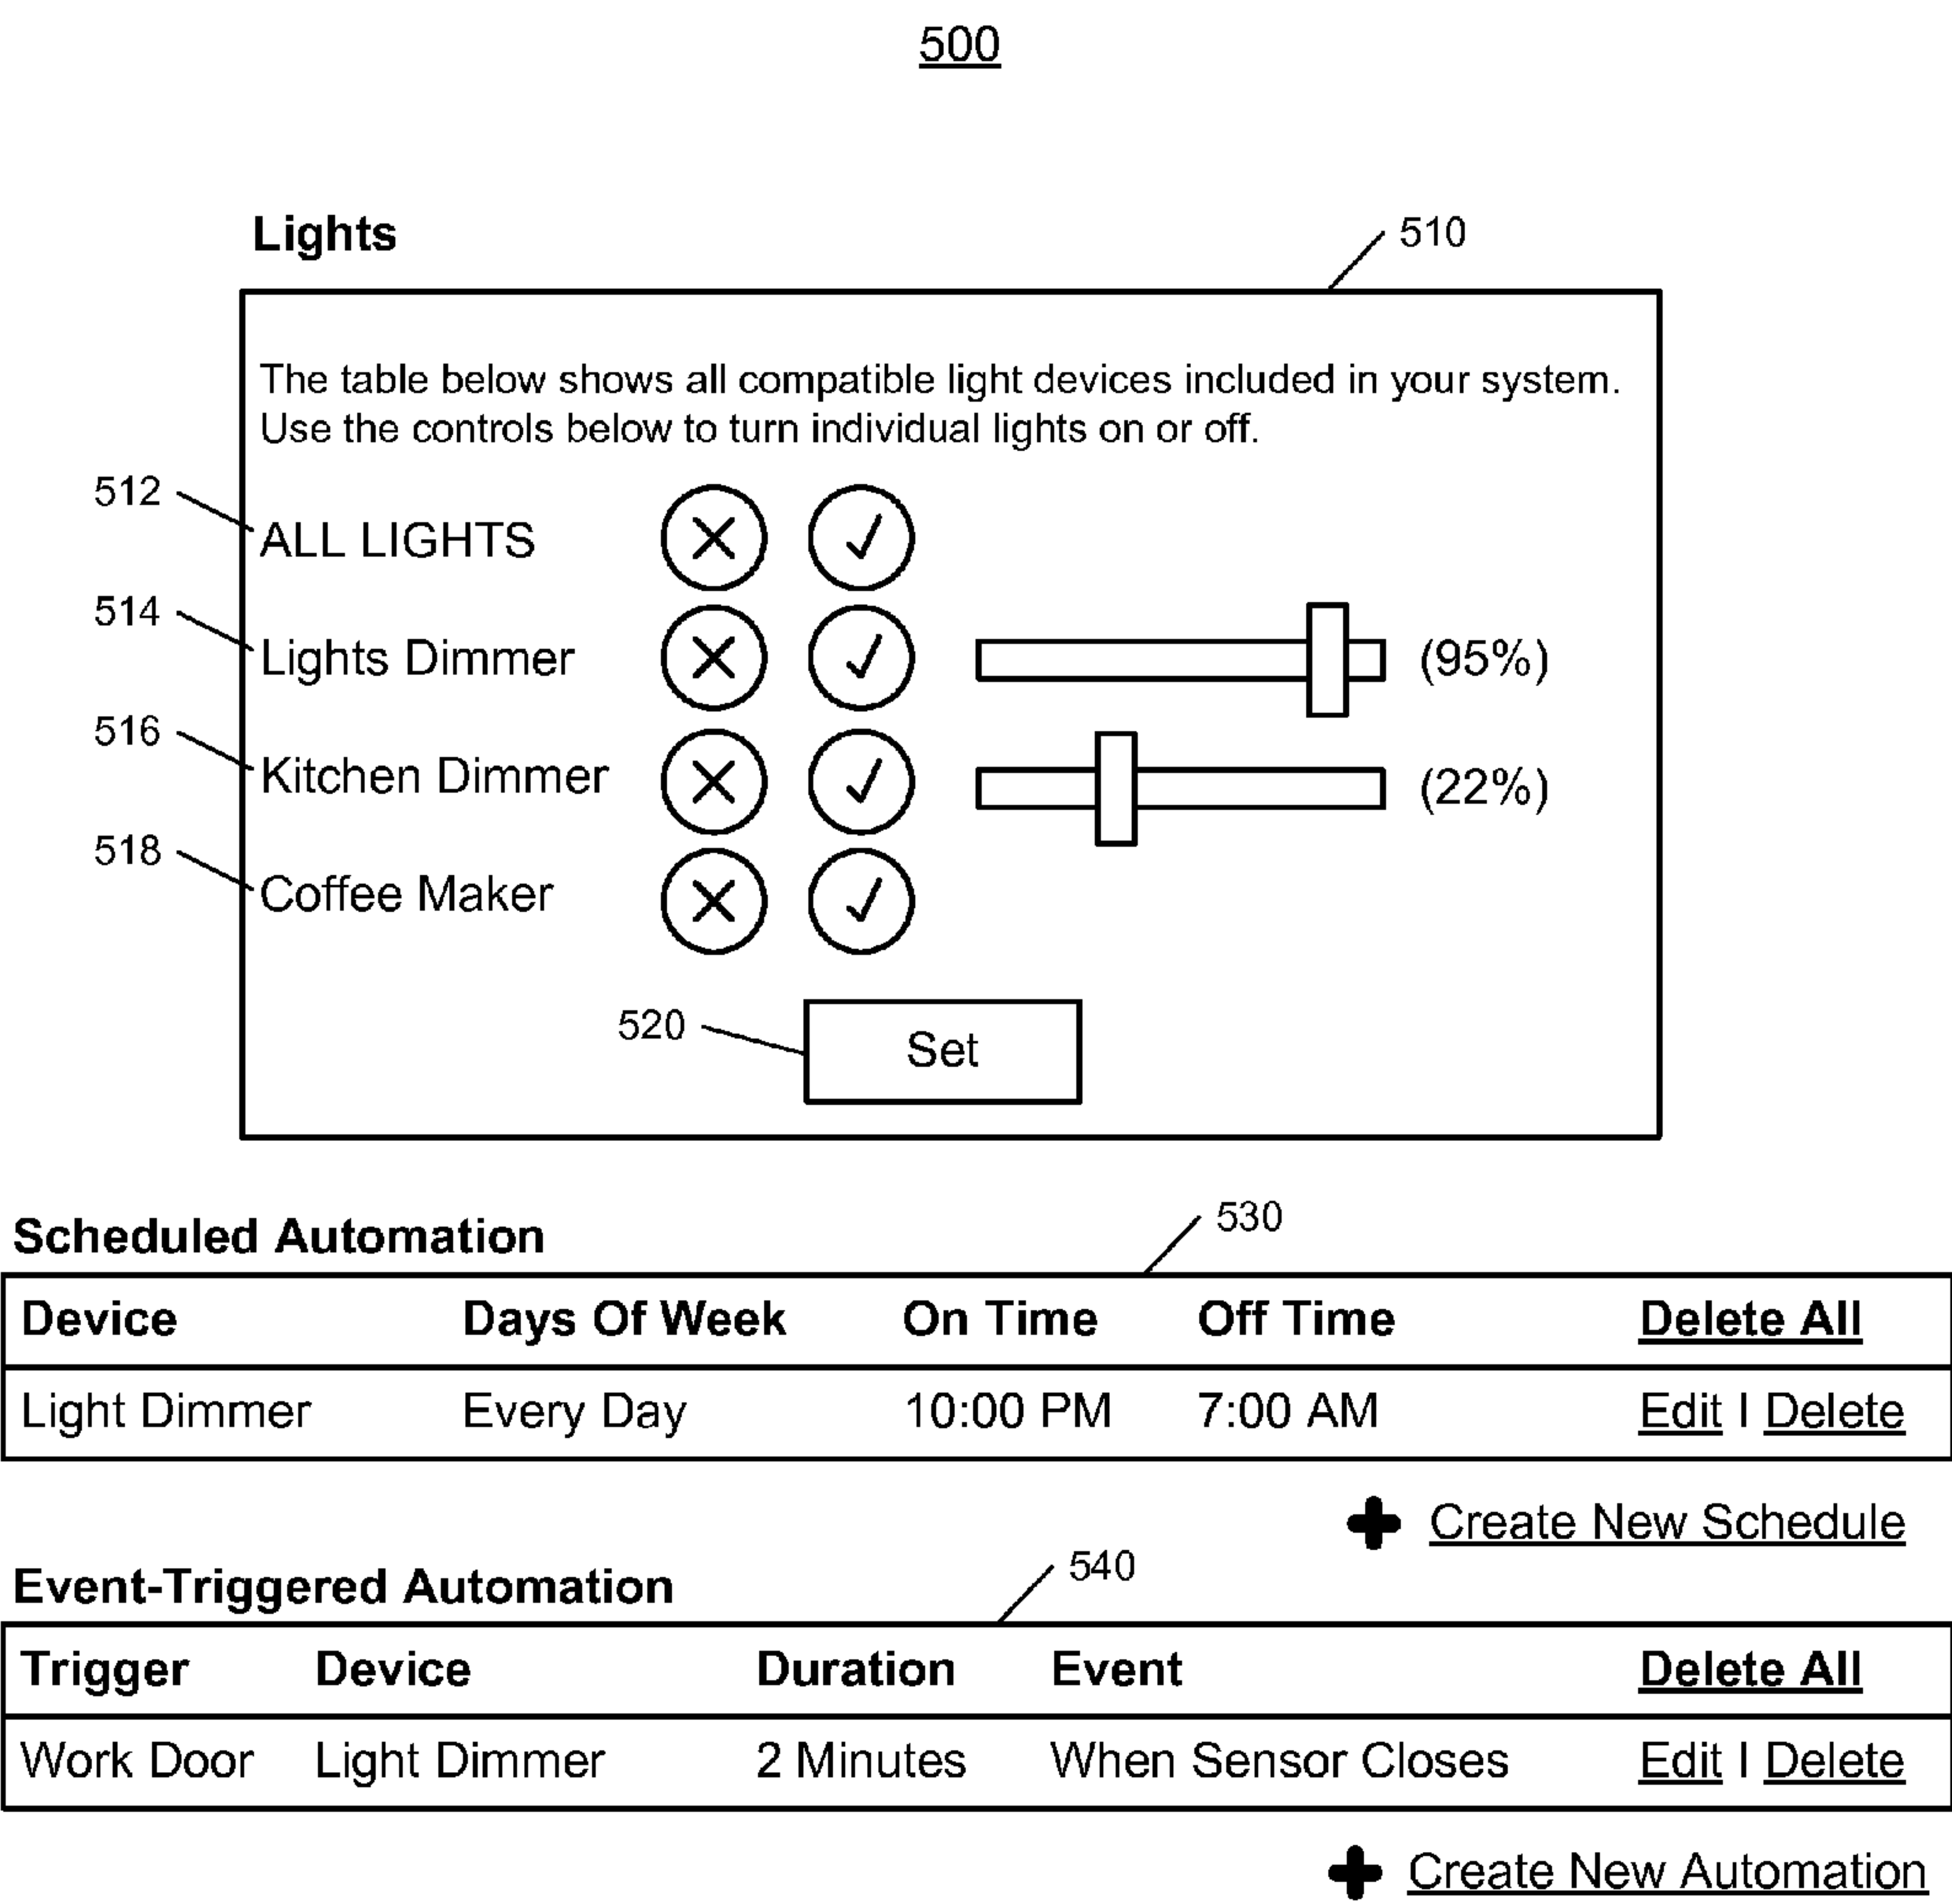 500
Lights
510
The table below shows all compatible light devices included in your system.
Use the controls below to turn individual lights on or off.
512
ALL LIGHTS
514
Lights Dimmer (95%)
516
Kitchen Dimmer (22%)
518
Coffee Maker
520
Set
530
Scheduled Automation
Device Days Of Week On Time Off Time Delete All
Light Dimmer Every Day 10:00 PM 7:00 AM Edit | Delete
Create New Schedule
540
Event-Triggered Automation
Trigger Device Duration Event Delete All
Work Door Light Dimmer 2 Minutes When Sensor Closes Edit | Delete
Create New Automation